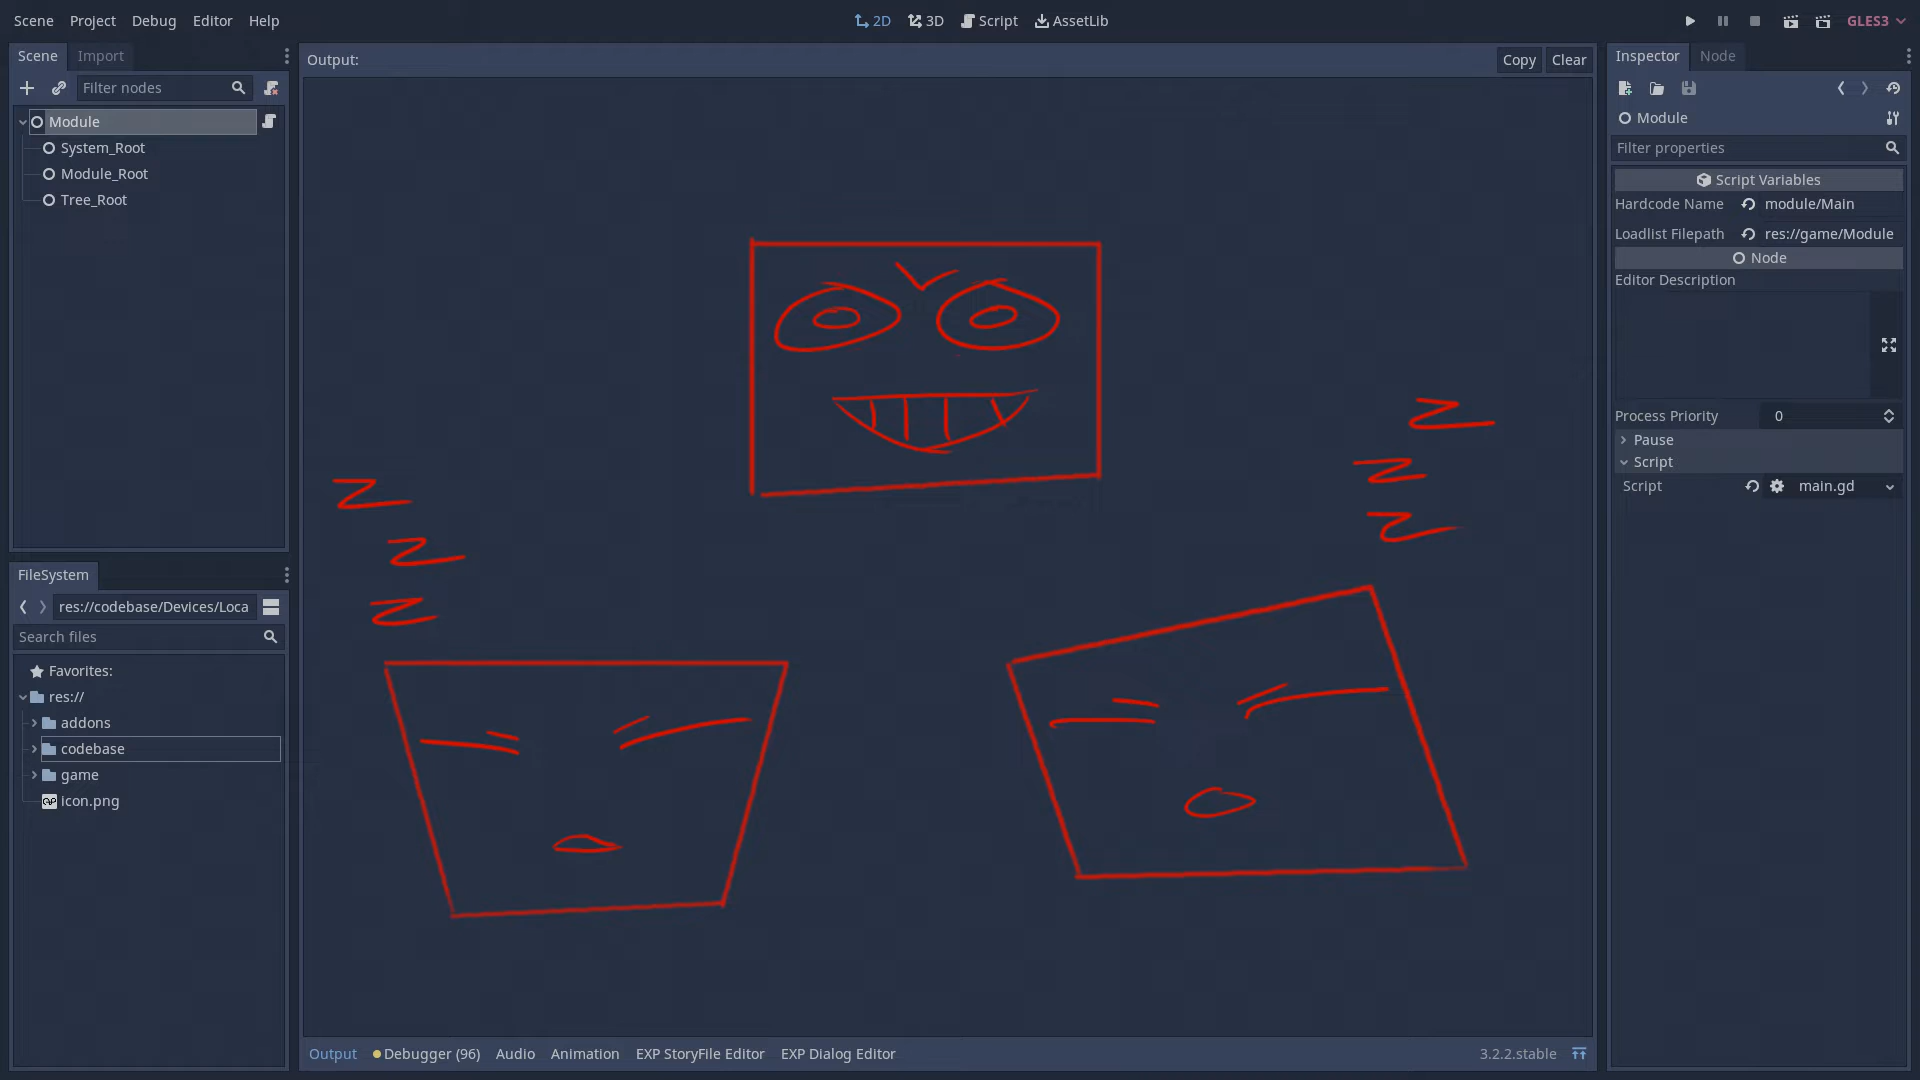 Scene Project Debug Editor Help 2D 3D Script AssetLib GLES3
Scene Import
Filter nodes
Module
System_Root
Module_Root
Tree_Root
FileSystem
res://codebase/Devices/Loca
Search files
Favorites:
res://
addons
codebase
game
icon.png
Output: Copy Clear
Z
Z
Z
Z
Z
Z
Output Debugger (96) Audio Animation EXP StoryFile Editor EXP Dialog Editor 3.2.2.stable
Inspector Node
Module
Filter properties
Script Variables
Hardcode Name module/Main
Loadlist Filepath res://game/Module
Node
Editor Description
Process Priority 0
Pause
Script
Script main.gd